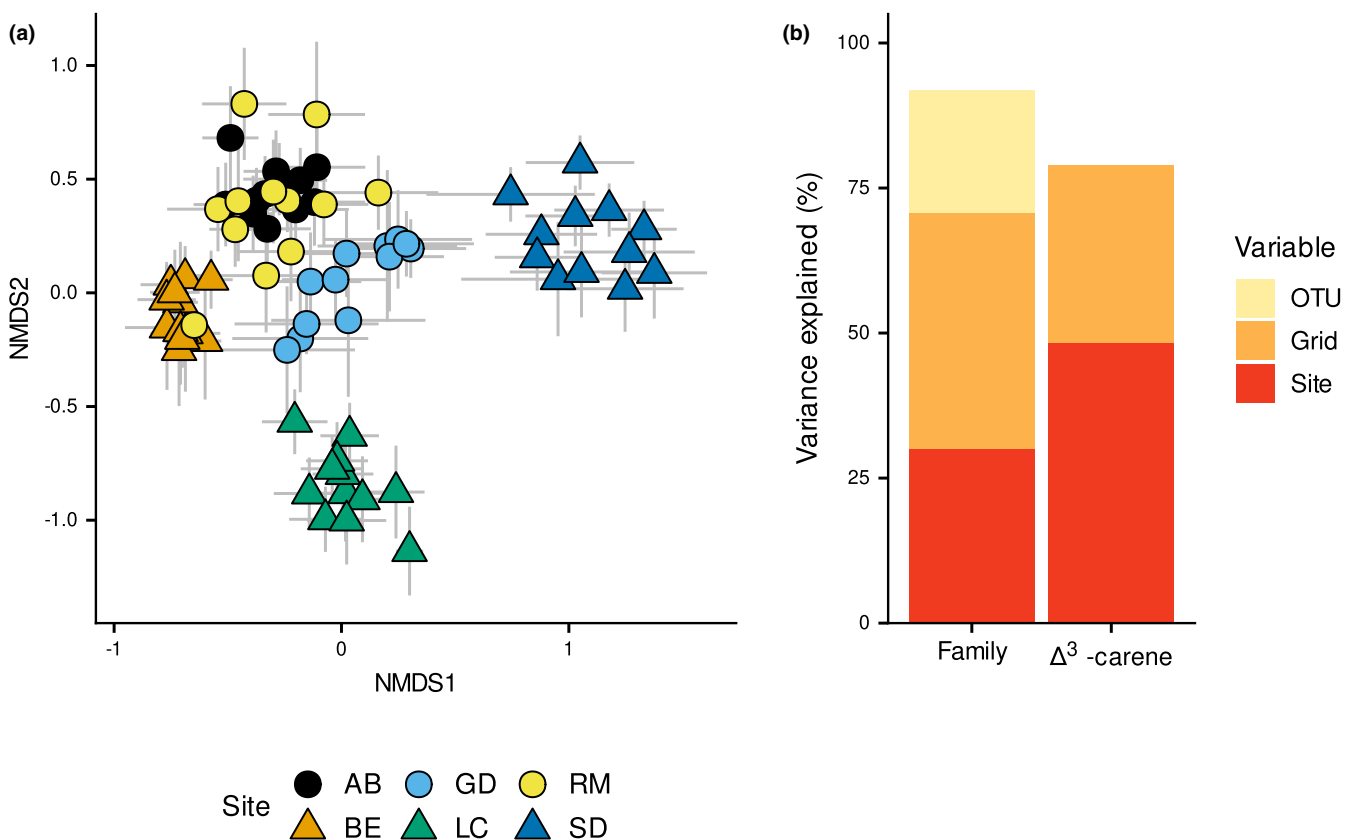 (a)
1.0
0.5
0.0
-0.5
-1.0
NMDS2
-1
0
1
NMDS1
Site
AB
GD
RM
BE
LC
SD
(b)
100
75
50
25
0
Variance explained (%)
Family
Δ³ -carene
Variable
OTU
Grid
Site